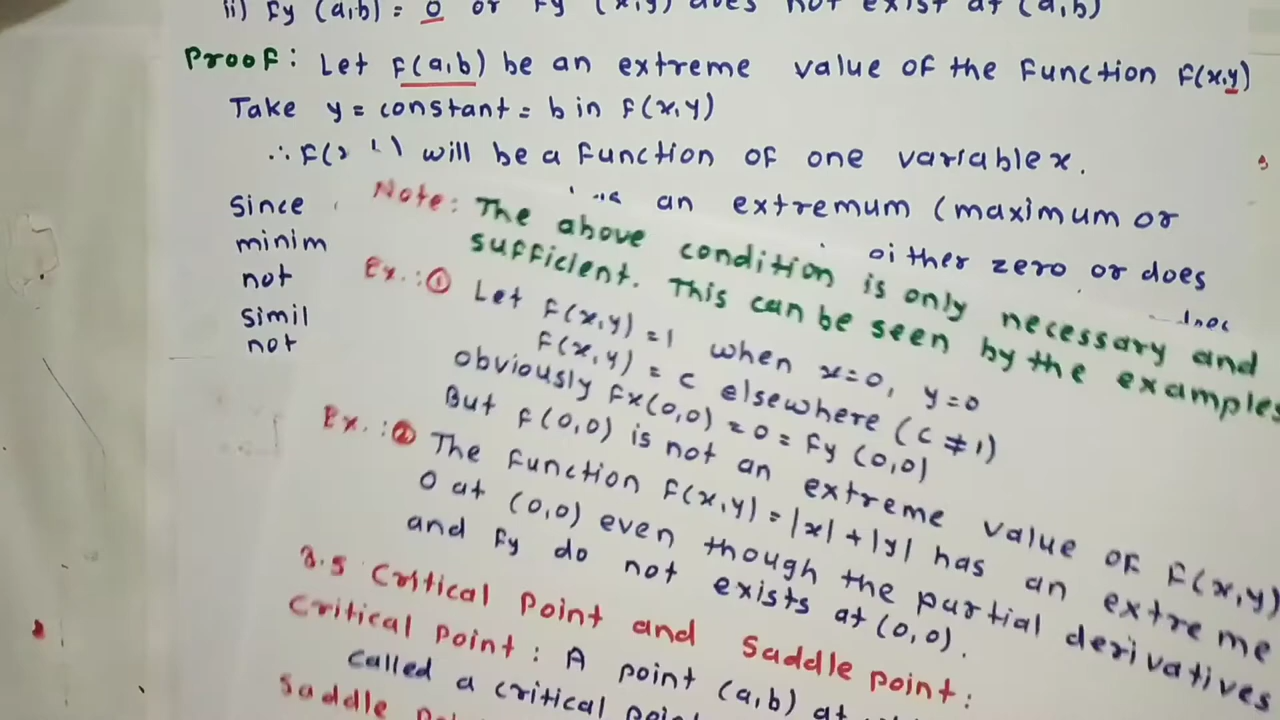 ii) Fy (a,b) = 0 or Fy (x,y) does not exist at (a,b)
Proof: Let F(a,b) be an extreme value of the function F(x,y)
Take y = constant = b in F(x,y)
∴ F( ) will be a function of one variable x.
Since an extremum (maximum or
minim either zero or does
not
simil
not
Note: The above condition is only necessary and
sufficient. This can be seen by the examples
Ex.: ① Let F(x,y) = 1 when x=0, y=0
F(x,y) = c elsewhere (c ≠ 1)
obviously Fx(0,0) = 0 = Fy (0,0)
But F(0,0) is not an extreme value of F(x,y)
Ex.: ② The function F(x,y) = |x| + |y| has an extreme
0 at (0,0) even though the partial derivatives
and Fy do not exists at (0,0).
3.5 Critical Point and Saddle point:
Critical point: A point (a,b) at
called a critical
Saddle